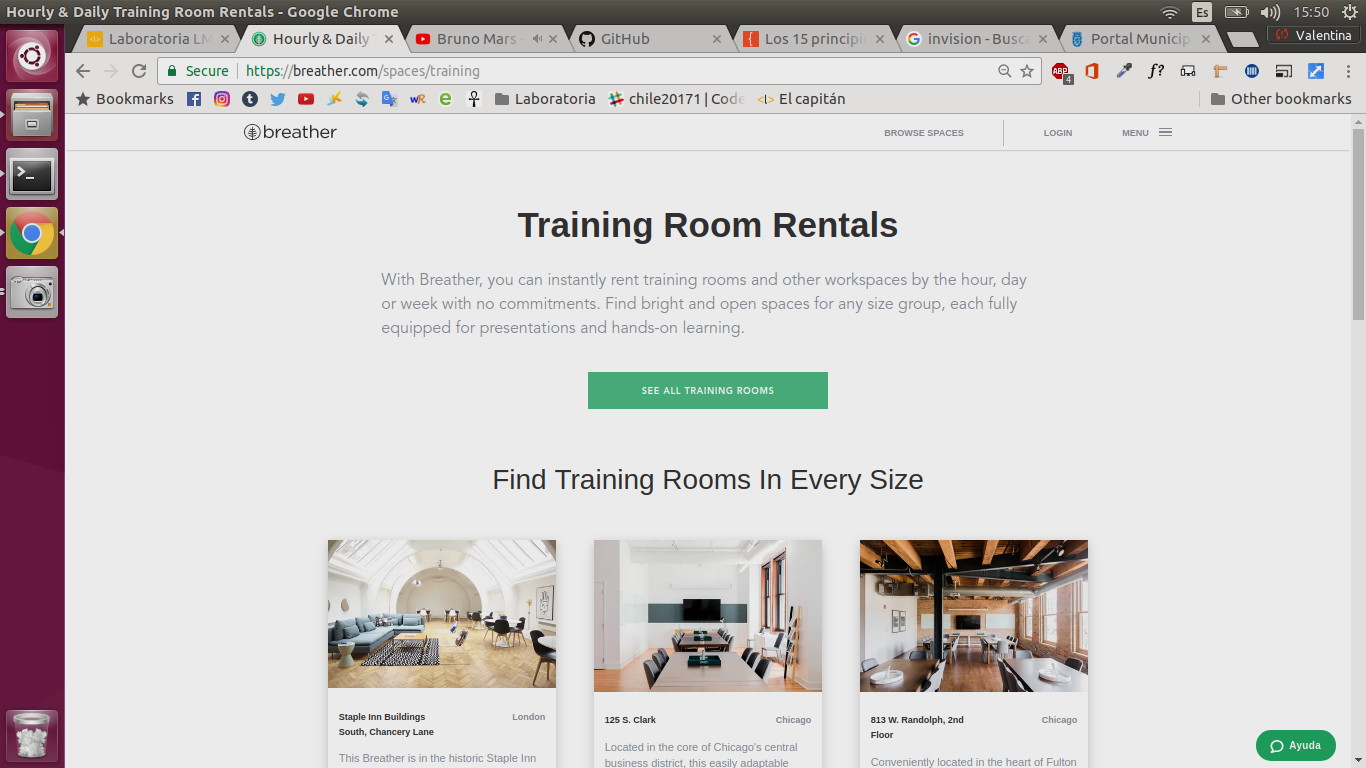 Hourly & Daily Training Room Rentals - Google Chrome
Es
15:50
Laboratoria LM
Hourly & Daily T
Bruno Mars -
GitHub
Los 15 principio
invision - Busca
Portal Municipa
Valentina
Secure
https://breather.com/spaces/training
ABP
4
f?
Bookmarks
wR
Laboratoria
chile20171 | Code
El capitán
Other bookmarks
breather
BROWSE SPACES
LOGIN
MENU
Training Room Rentals
With Breather, you can instantly rent training rooms and other workspaces by the hour, day
or week with no commitments. Find bright and open spaces for any size group, each fully
equipped for presentations and hands-on learning.
SEE ALL TRAINING ROOMS
Find Training Rooms In Every Size
Staple Inn Buildings
South, Chancery Lane
London
This Breather is in the historic Staple Inn
125 S. Clark
Chicago
Located in the core of Chicago's central
business district, this easily adaptable
813 W. Randolph, 2nd
Floor
Chicago
Conveniently located in the heart of Fulton
Ayuda